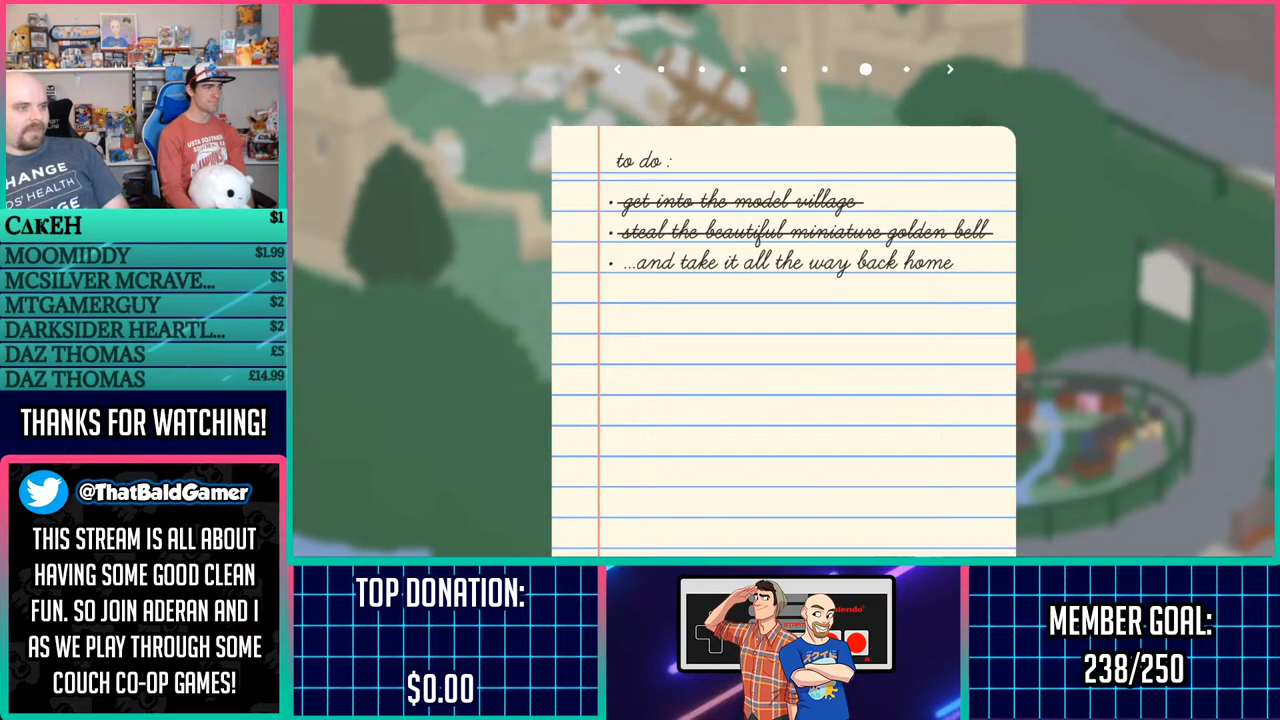 CΔKEH $1
MOOMIDDY $1.99
MCSILVER MCRAVE... $5
MTGAMERGUY $2
DARKSIDER HEARTL... $2
DAZ THOMAS £5
DAZ THOMAS £14.99
THANKS FOR WATCHING!
@ThatBaldGamer
THIS STREAM IS ALL ABOUT
HAVING SOME GOOD CLEAN
FUN. SO JOIN ADERAN AND I
AS WE PLAY THROUGH SOME
COUCH CO-OP GAMES!
to do :
• get into the model village
• steal the beautiful miniature golden bell
• ...and take it all the way back home
TOP DONATION:
$0.00
MEMBER GOAL:
238/250